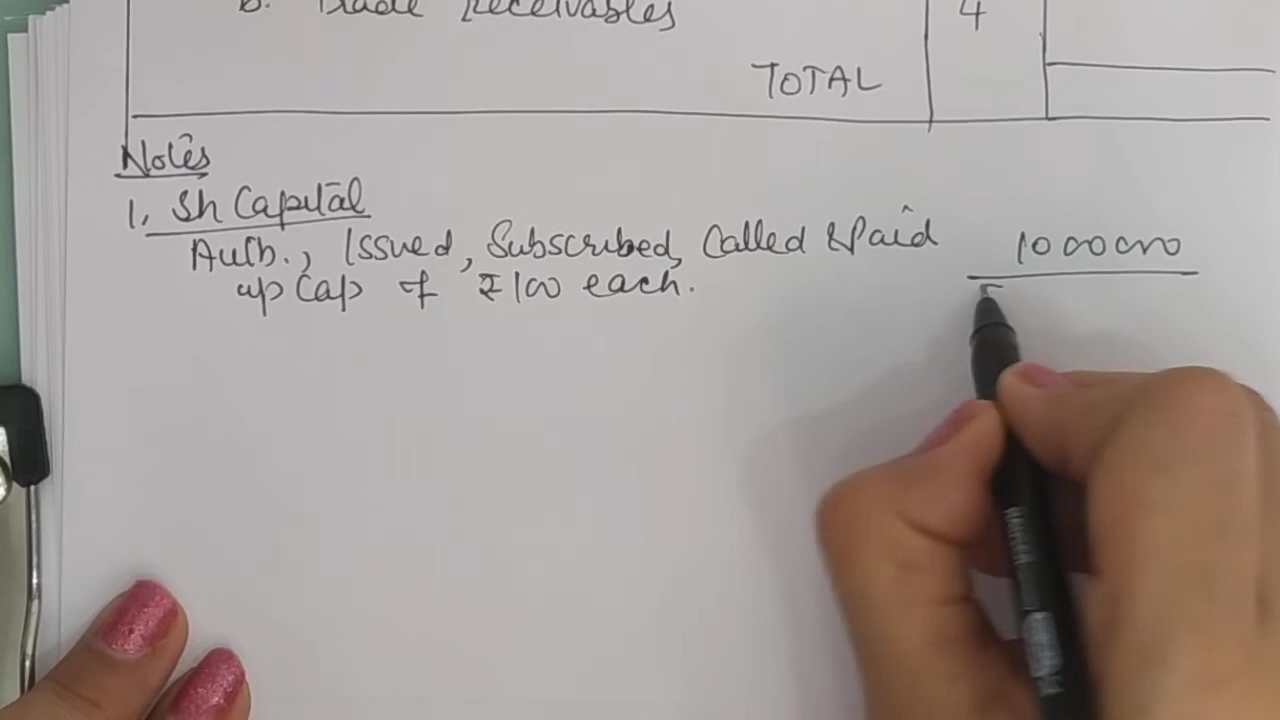 b. Trade receivables 4
TOTAL
Notes
1. Sh Capital
Auth., Issued, Subscribed, Called & Paid 1000000
up Cap of ₹100 each.